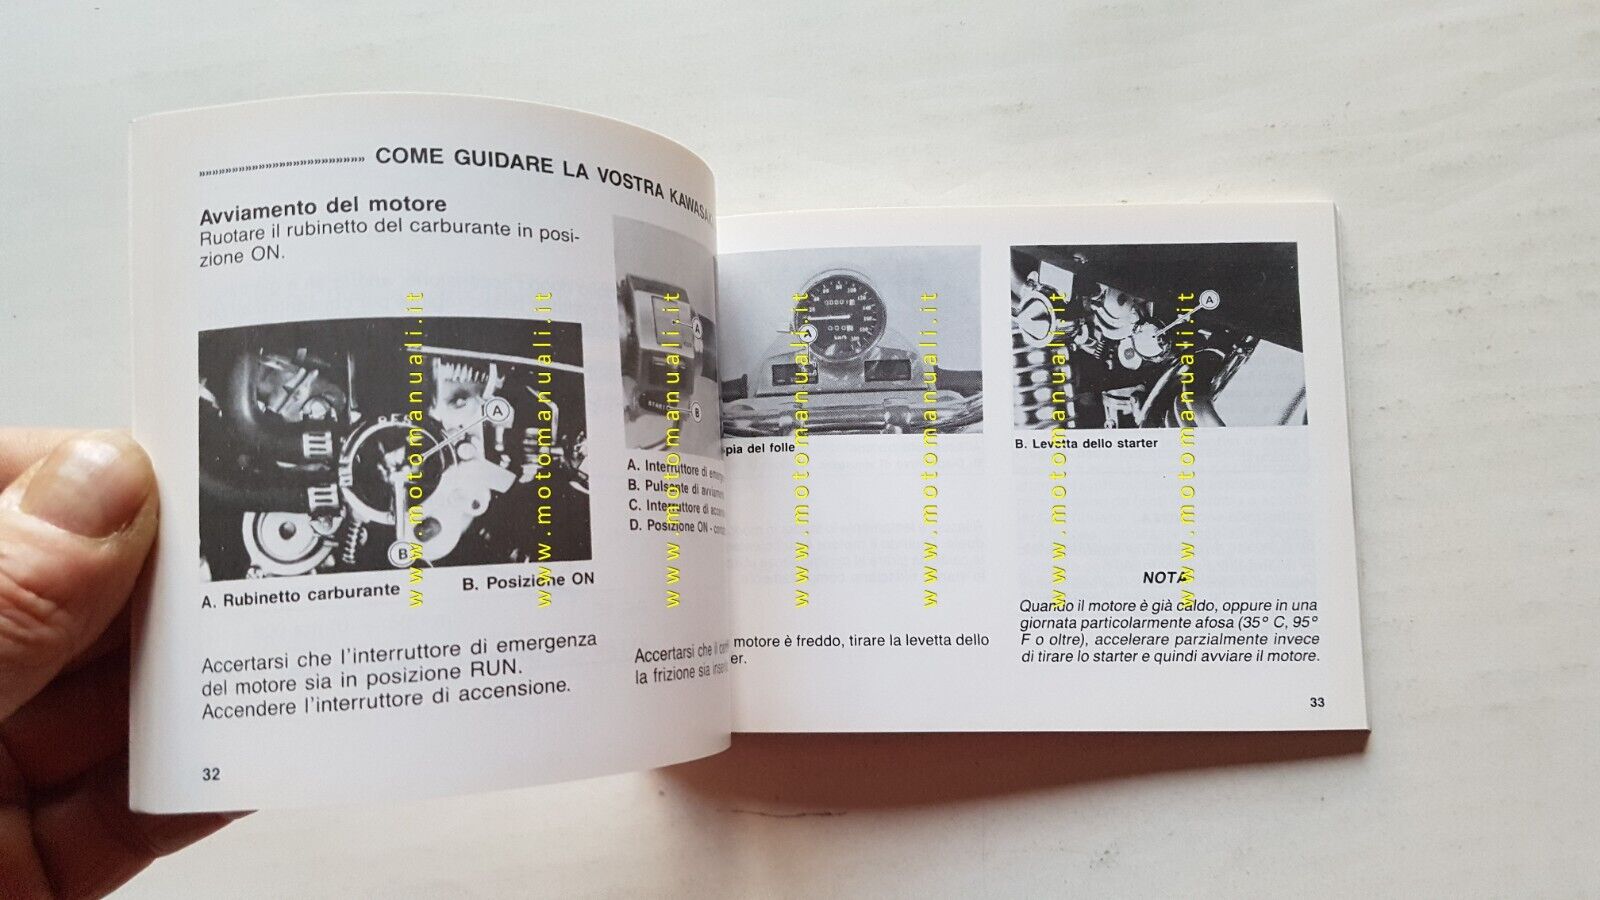 »»»»»»»»»»»»»»»»»»»»»»»» COME GUIDARE LA VOSTRA KAWASAKI
Avviamento del motore
Ruotare il rubinetto del carburante in posi-
zione ON.
A
B
A. Rubinetto carburante B. Posizione ON
Accertarsi che l'interruttore di emergenza
del motore sia in posizione RUN.
Accendere l'interruttore di accensione.
32
A
B
A. Interruttore di
B. Pulsante di
C. Interruttore di
D. Posizione ON -
Accertarsi che il
la frizione sia
A
pia del folle
motore è freddo, tirare la levetta dello
er.
A
B. Levetta dello starter
NOTA
Quando il motore è già caldo, oppure in una
giornata particolarmente afosa (35° C, 95°
F o oltre), accelerare parzialmente invece
di tirare lo starter e quindi avviare il motore.
33
www.motomanuali.it
www.motomanuali.it
www.motomanuali.it
www.motomanuali.it
www.motomanuali.it
www.motomanuali.it
www.motomanuali.it